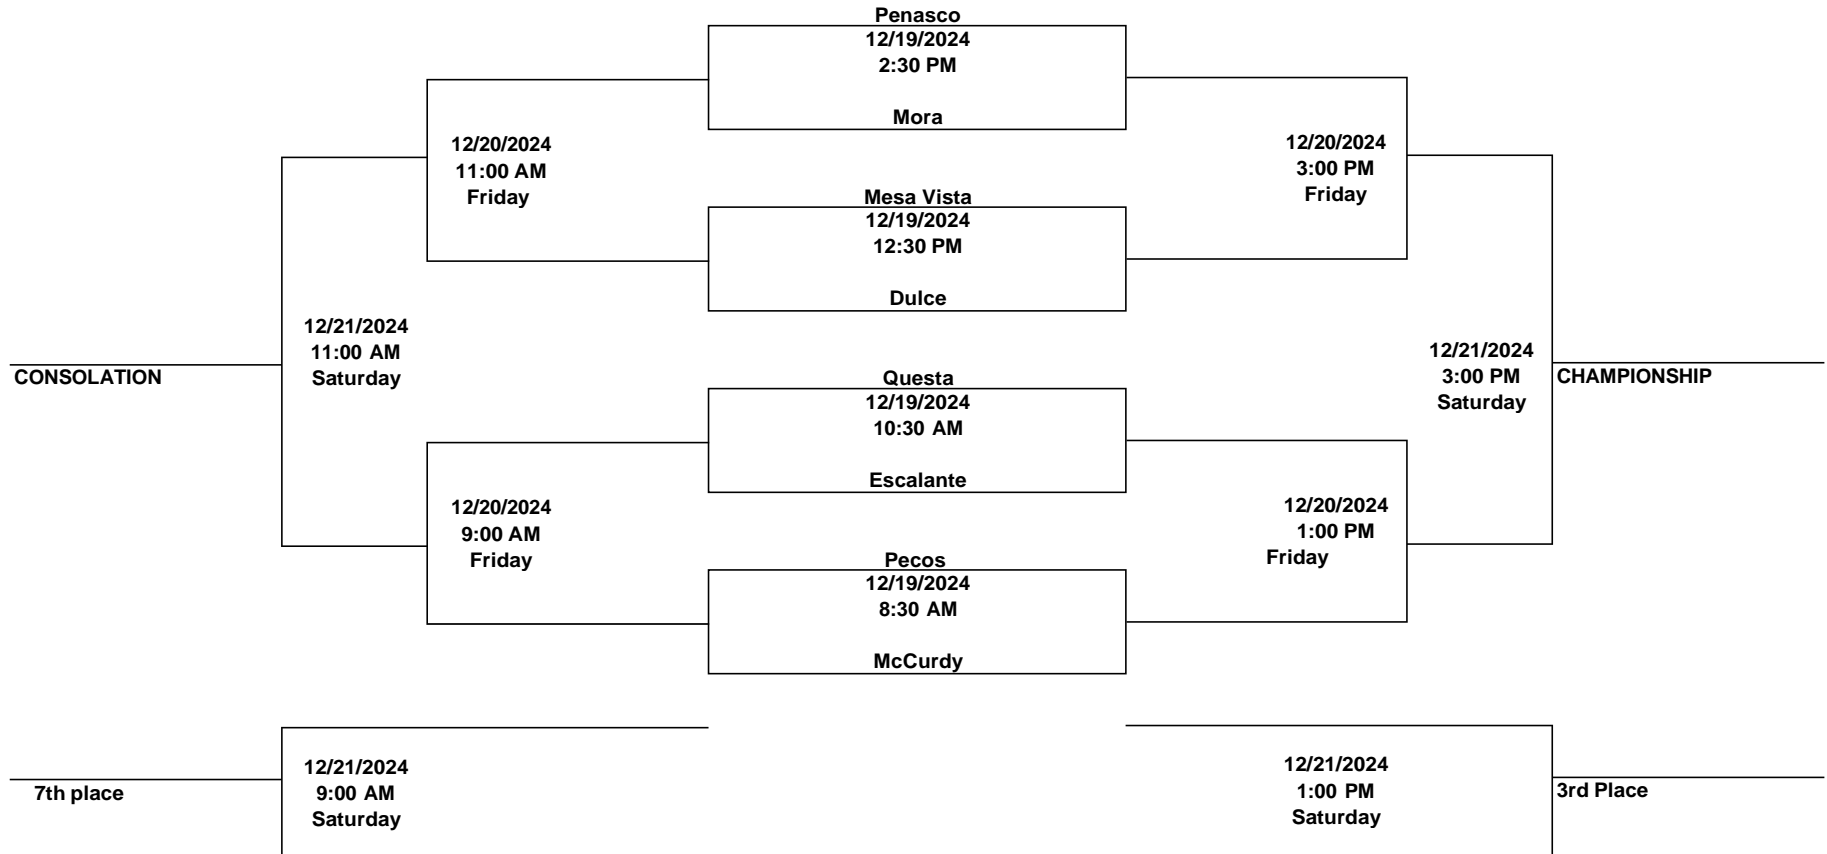 Penasco
12/19/2024
2:30 PM
Mora
12/20/2024
11:00 AM
Friday
12/20/2024
3:00 PM
Friday
Mesa Vista
12/19/2024
12:30 PM
Dulce
12/21/2024
11:00 AM
Saturday
CONSOLATION
12/21/2024
3:00 PM
Saturday
CHAMPIONSHIP
Questa
12/19/2024
10:30 AM
Escalante
12/20/2024
9:00 AM
Friday
12/20/2024
1:00 PM
Friday
Pecos
12/19/2024
8:30 AM
McCurdy
12/21/2024
9:00 AM
Saturday
7th place
12/21/2024
1:00 PM
Saturday
3rd Place